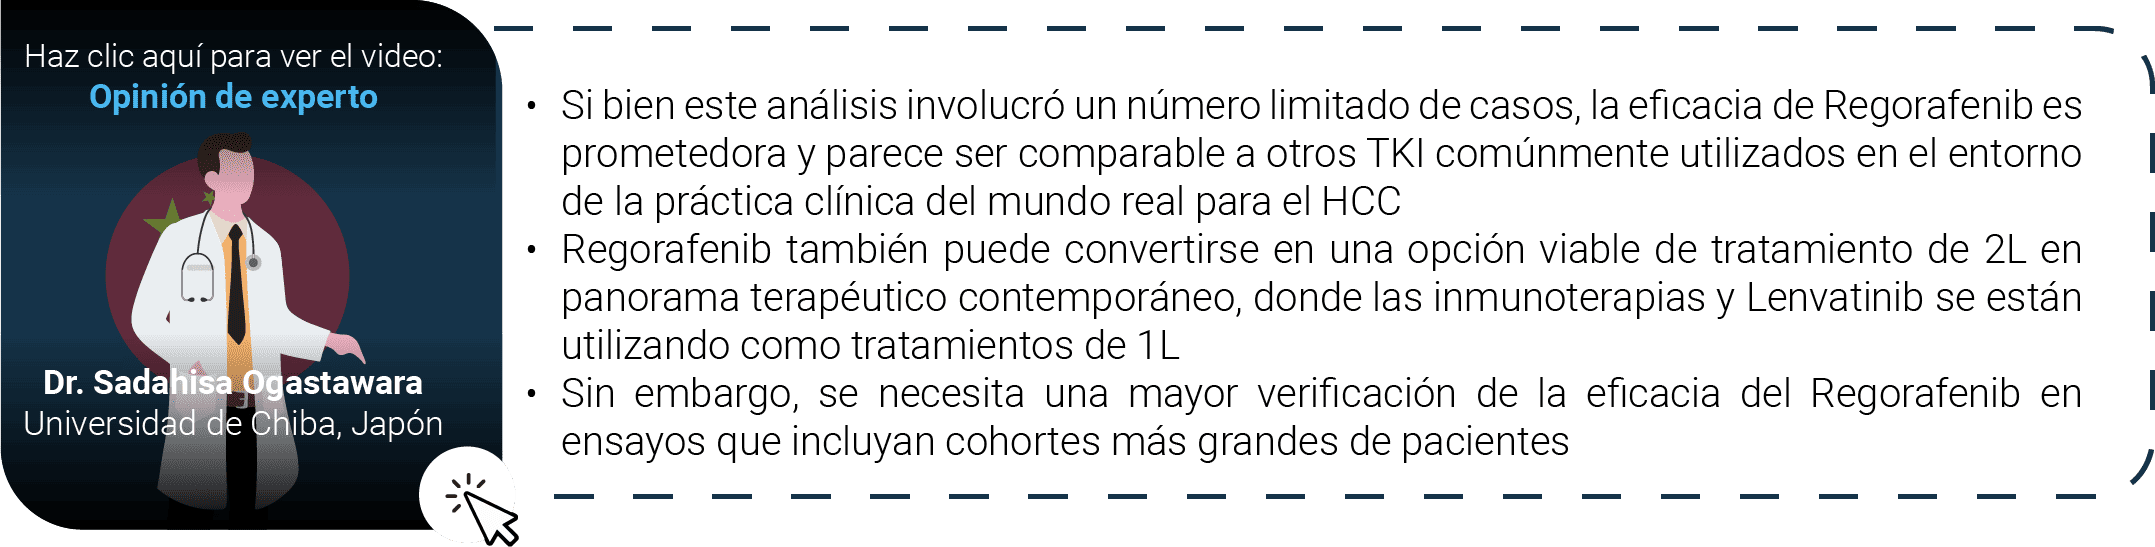 Haz clic aquí para ver el video:
Opinión de experto
Dr. Sadahisa Ogastawara
Universidad de Chiba, Japón
• Si bien este análisis involucró un número limitado de casos, la eficacia de Regorafenib es
prometedora y parece ser comparable a otros TKI comúnmente utilizados en el entorno
de la práctica clínica del mundo real para el HCC
• Regorafenib también puede convertirse en una opción viable de tratamiento de 2L en
panorama terapéutico contemporáneo, donde las inmunoterapias y Lenvatinib se están
utilizando como tratamientos de 1L
• Sin embargo, se necesita una mayor verificación de la eficacia del Regorafenib en
ensayos que incluyan cohortes más grandes de pacientes